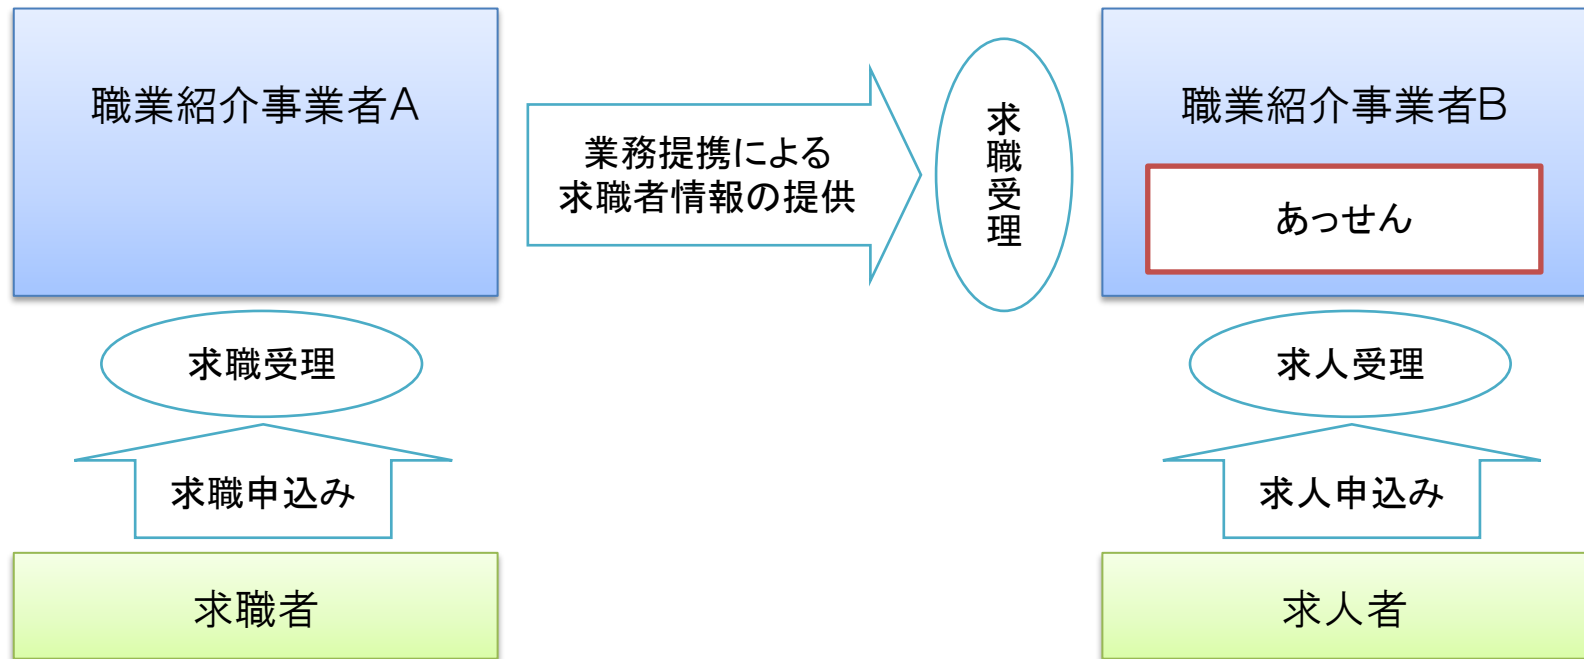 職業紹介事業者A
業務提携による
求職者情報の提供
求職受理
職業紹介事業者B
あっせん
求職受理
求人受理
求職申込み
求人申込み
求職者
求人者